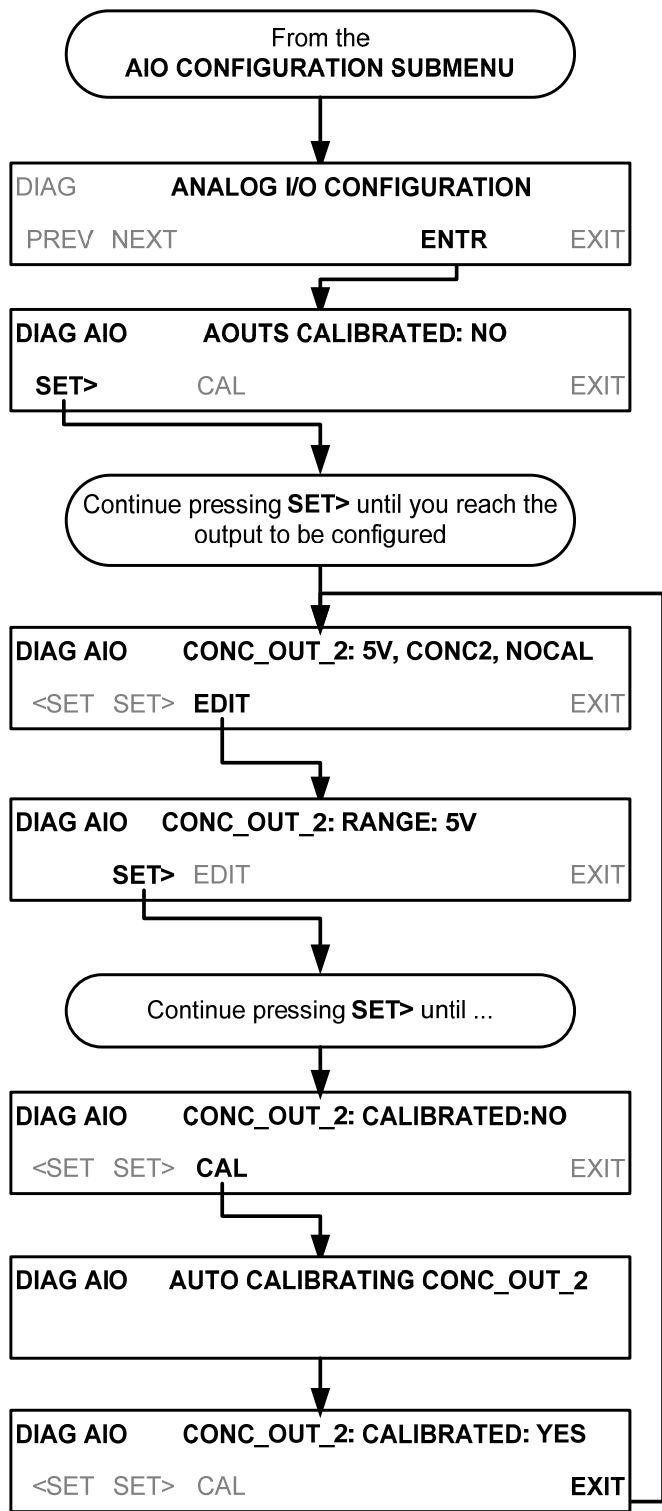 From the
AIO CONFIGURATION SUBMENU
DIAG ANALOG I/O CONFIGURATION
PREV NEXT ENTR EXIT
DIAG AIO AOUTS CALIBRATED: NO
SET> CAL EXIT
Continue pressing SET> until you reach the
output to be configured
DIAG AIO CONC_OUT_2: 5V, CONC2, NOCAL
<SET SET> EDIT EXIT
DIAG AIO CONC_OUT_2: RANGE: 5V
SET> EDIT EXIT
Continue pressing SET> until ...
DIAG AIO CONC_OUT_2: CALIBRATED:NO
<SET SET> CAL EXIT
DIAG AIO AUTO CALIBRATING CONC_OUT_2
DIAG AIO CONC_OUT_2: CALIBRATED: YES
<SET SET> CAL EXIT